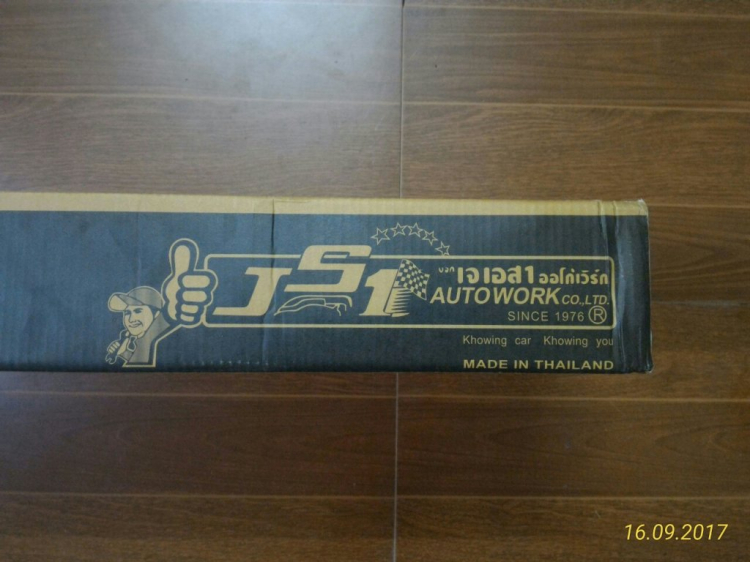 JS1
บจก เจ เอส1 ออโก้เวิร์ก
AUTOWORK CO.,LTD.
SINCE 1976 ®
Khowing car Khowing you
MADE IN THAILAND
16.09.2017